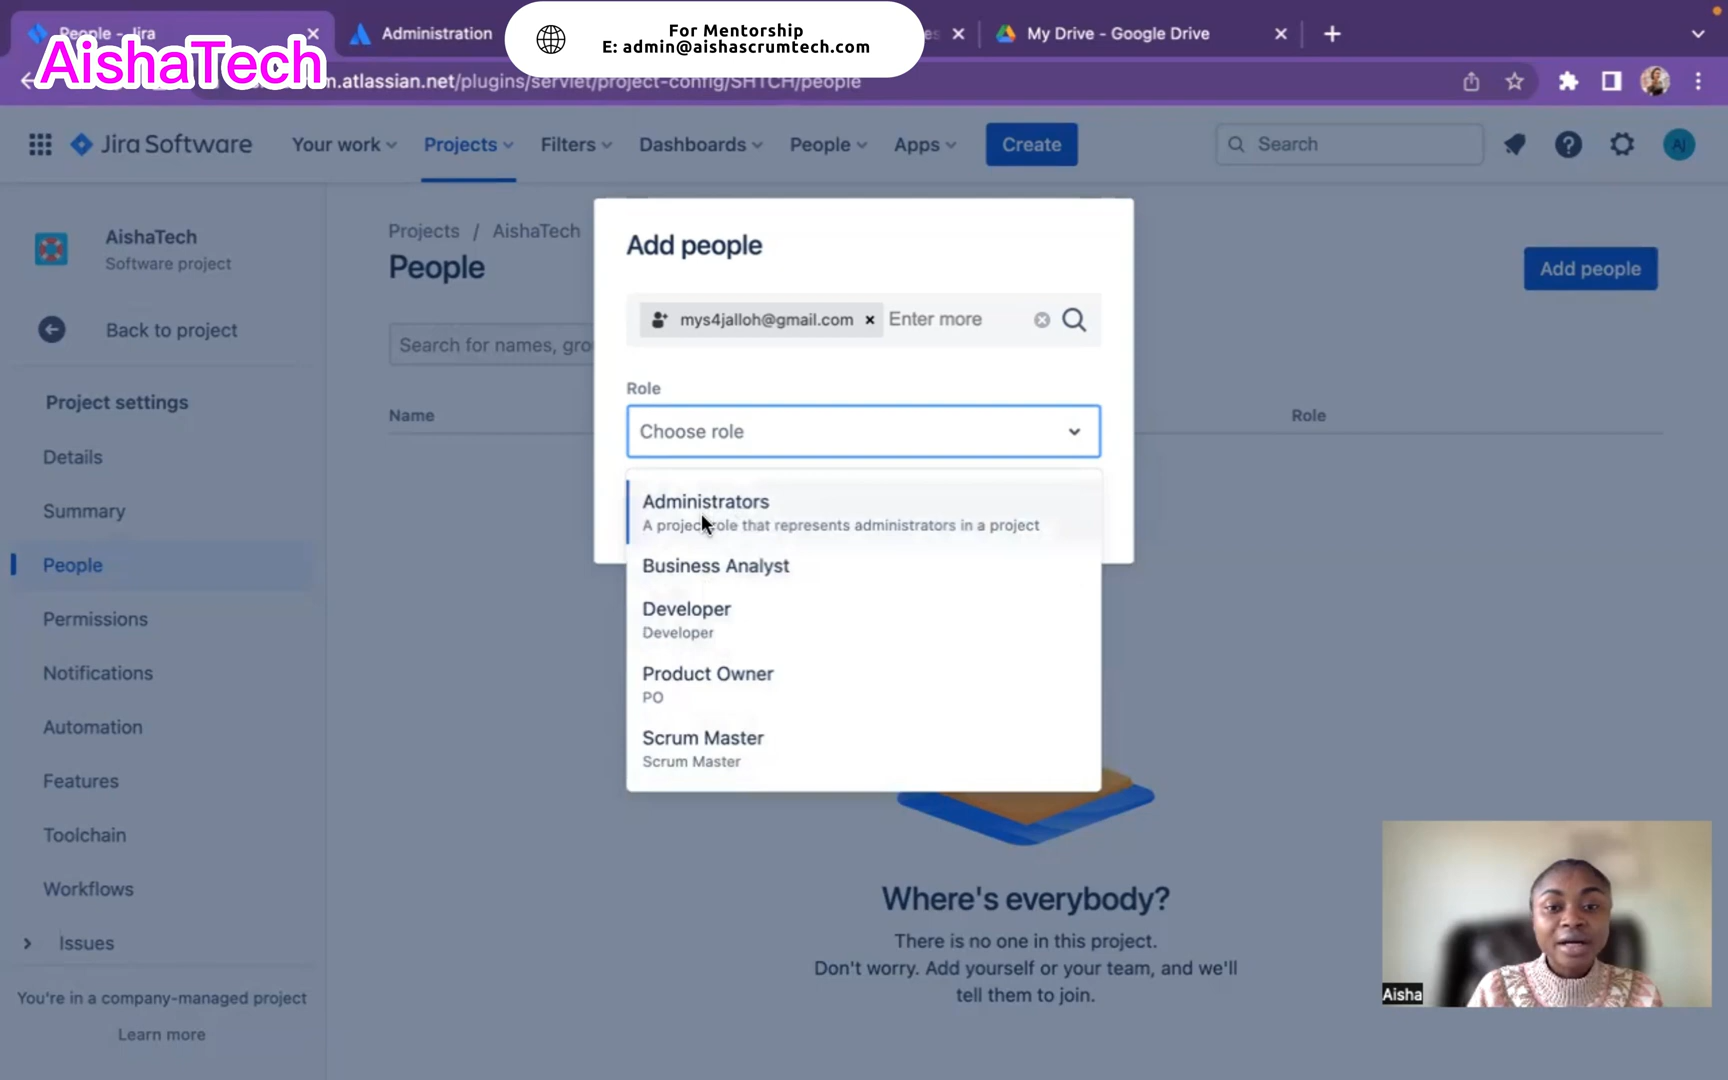 People - Jira
Administration
My Drive - Google Drive
For Mentorship
E: admin@aishascrumtech.com
AishaTech
m.atlassian.net/plugins/servlet/project-config/SHTCH/people
Jira Software
Your work
Projects
Filters
Dashboards
People
Apps
Create
Search
AJ
AishaTech
Software project
Back to project
Project settings
Details
Summary
People
Permissions
Notifications
Automation
Features
Toolchain
Workflows
Issues
You're in a company-managed project
Learn more
Projects / AishaTech
People
Add people
Search for names, gro
Name
Role
Add people
mys4jalloh@gmail.com
Enter more
Role
Choose role
Administrators
A project role that represents administrators in a project
Business Analyst
Developer
Developer
Product Owner
PO
Scrum Master
Scrum Master
Where's everybody?
There is no one in this project.
Don't worry. Add yourself or your team, and we'll
tell them to join.
Aisha